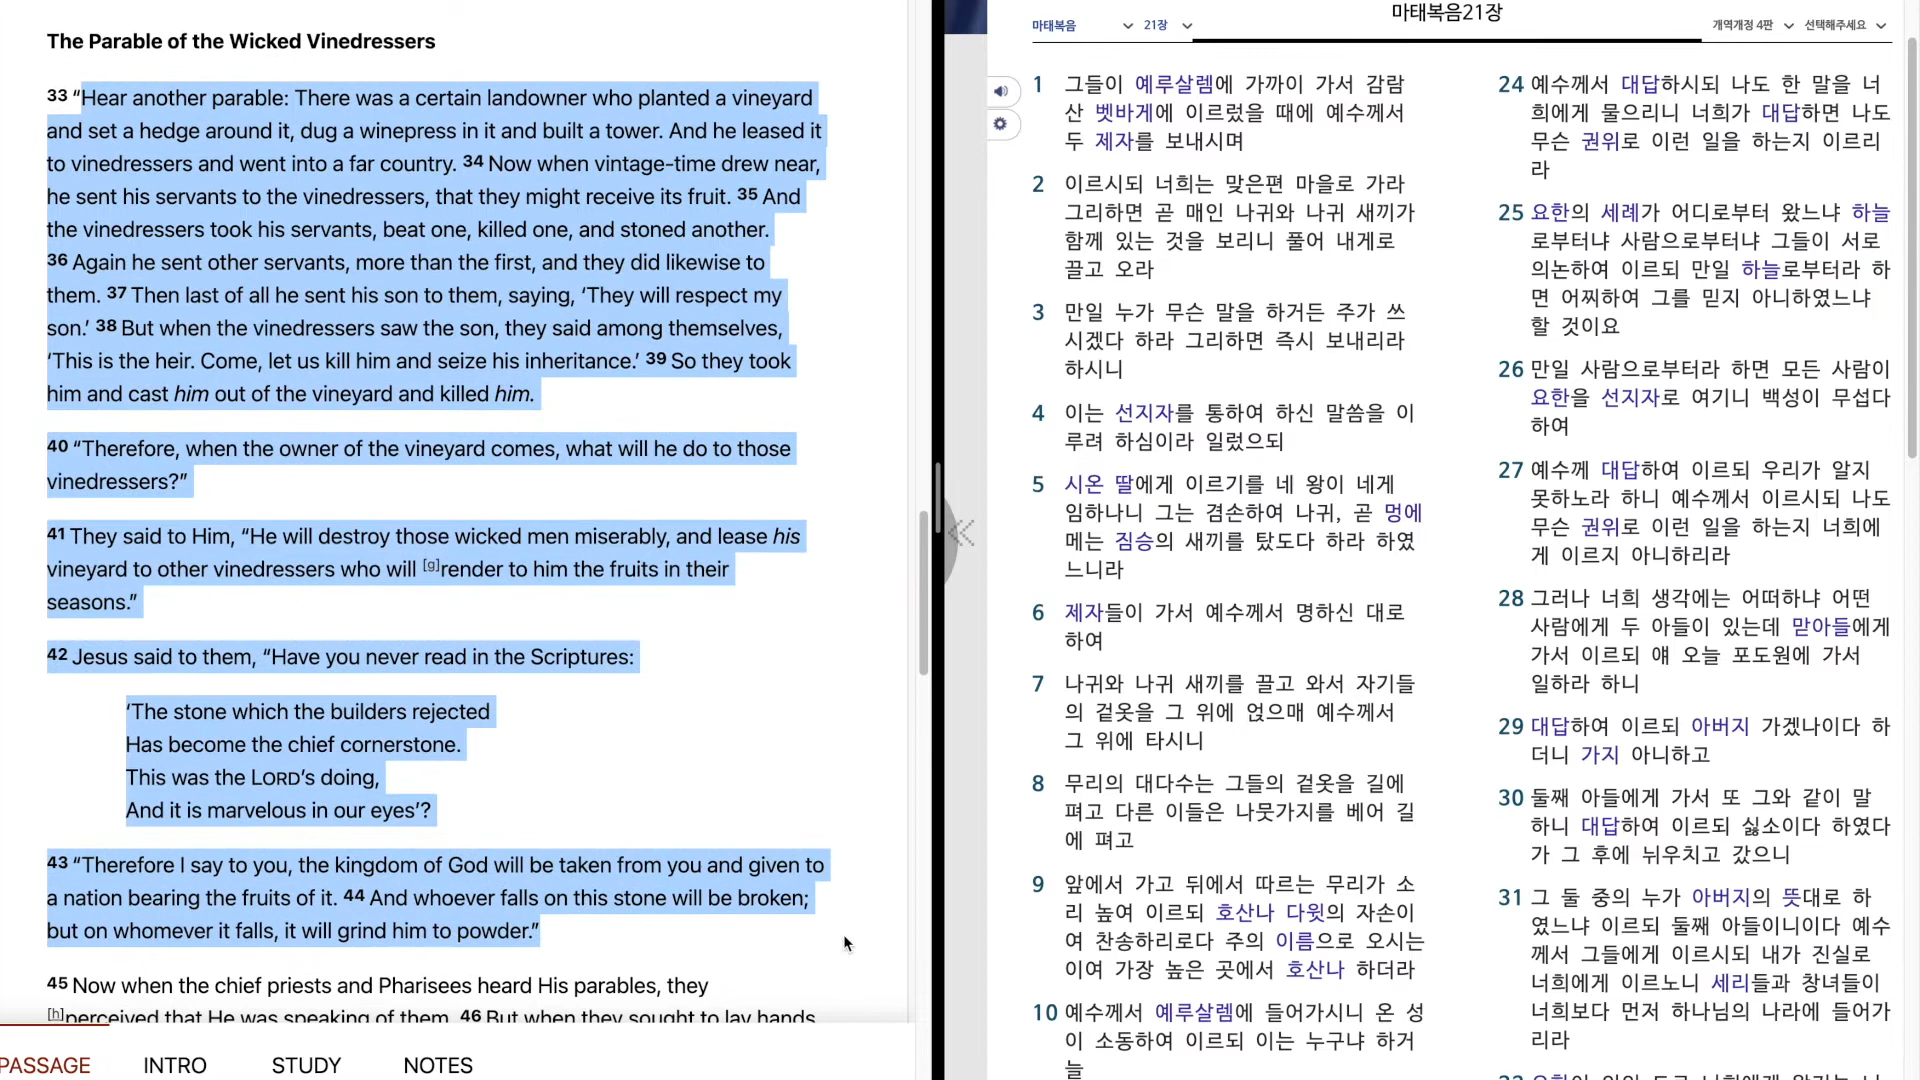 The Parable of the Wicked Vinedressers
33 “Hear another parable: There was a certain landowner who planted a vineyard
and set a hedge around it, dug a winepress in it and built a tower. And he leased it
to vinedressers and went into a far country. 34 Now when vintage-time drew near,
he sent his servants to the vinedressers, that they might receive its fruit. 35 And
the vinedressers took his servants, beat one, killed one, and stoned another.
36 Again he sent other servants, more than the first, and they did likewise to
them. 37 Then last of all he sent his son to them, saying, ‘They will respect my
son.’ 38 But when the vinedressers saw the son, they said among themselves,
‘This is the heir. Come, let us kill him and seize his inheritance.’ 39 So they took
him and cast him out of the vineyard and killed him.
40 “Therefore, when the owner of the vineyard comes, what will he do to those
vinedressers?”
41 They said to Him, “He will destroy those wicked men miserably, and lease his
vineyard to other vinedressers who will [g]render to him the fruits in their
seasons.”
42 Jesus said to them, “Have you never read in the Scriptures:
‘The stone which the builders rejected
Has become the chief cornerstone.
This was the LORD’s doing,
And it is marvelous in our eyes’?
43 “Therefore I say to you, the kingdom of God will be taken from you and given to
a nation bearing the fruits of it. 44 And whoever falls on this stone will be broken;
but on whomever it falls, it will grind him to powder.”
45 Now when the chief priests and Pharisees heard His parables, they
[h]perceived that He was speaking of them. 46 But when they sought to lay hands
PASSAGE INTRO STUDY NOTES
마태복음 21장 마태복음21장 개역개정 4판 선택해주세요
1 그들이 예루살렘에 가까이 가서 감람
산 벳바게에 이르렀을 때에 예수께서
두 제자를 보내시며
2 이르시되 너희는 맞은편 마을로 가라
그리하면 곧 매인 나귀와 나귀 새끼가
함께 있는 것을 보리니 풀어 내게로
끌고 오라
3 만일 누가 무슨 말을 하거든 주가 쓰
시겠다 하라 그리하면 즉시 보내리라
하시니
4 이는 선지자를 통하여 하신 말씀을 이
루려 하심이라 일렀으되
5 시온 딸에게 이르기를 네 왕이 네게
임하나니 그는 겸손하여 나귀, 곧 멍에
메는 짐승의 새끼를 탔도다 하라 하였
느니라
6 제자들이 가서 예수께서 명하신 대로
하여
7 나귀와 나귀 새끼를 끌고 와서 자기들
의 겉옷을 그 위에 얹으매 예수께서
그 위에 타시니
8 무리의 대다수는 그들의 겉옷을 길에
펴고 다른 이들은 나뭇가지를 베어 길
에 펴고
9 앞에서 가고 뒤에서 따르는 무리가 소
리 높여 이르되 호산나 다윗의 자손이
여 찬송하리로다 주의 이름으로 오시는
이여 가장 높은 곳에서 호산나 하더라
10 예수께서 예루살렘에 들어가시니 온 성
이 소동하여 이르되 이는 누구냐 하거
늘
24 예수께서 대답하시되 나도 한 말을 너
희에게 물으리니 너희가 대답하면 나도
무슨 권위로 이런 일을 하는지 이르리
라
25 요한의 세례가 어디로부터 왔느냐 하늘
로부터냐 사람으로부터냐 그들이 서로
의논하여 이르되 만일 하늘로부터라 하
면 어찌하여 그를 믿지 아니하였느냐
할 것이요
26 만일 사람으로부터라 하면 모든 사람이
요한을 선지자로 여기니 백성이 무섭다
하여
27 예수께 대답하여 이르되 우리가 알지
못하노라 하니 예수께서 이르시되 나도
무슨 권위로 이런 일을 하는지 너희에
게 이르지 아니하리라
28 그러나 너희 생각에는 어떠하냐 어떤
사람에게 두 아들이 있는데 맏아들에게
가서 이르되 얘 오늘 포도원에 가서
일하라 하니
29 대답하여 이르되 아버지 가겠나이다 하
더니 가지 아니하고
30 둘째 아들에게 가서 또 그와 같이 말
하니 대답하여 이르되 싫소이다 하였다
가 그 후에 뉘우치고 갔으니
31 그 둘 중의 누가 아버지의 뜻대로 하
였느냐 이르되 둘째 아들이니이다 예수
께서 그들에게 이르시되 내가 진실로
너희에게 이르노니 세리들과 창녀들이
너희보다 먼저 하나님의 나라에 들어가
리라